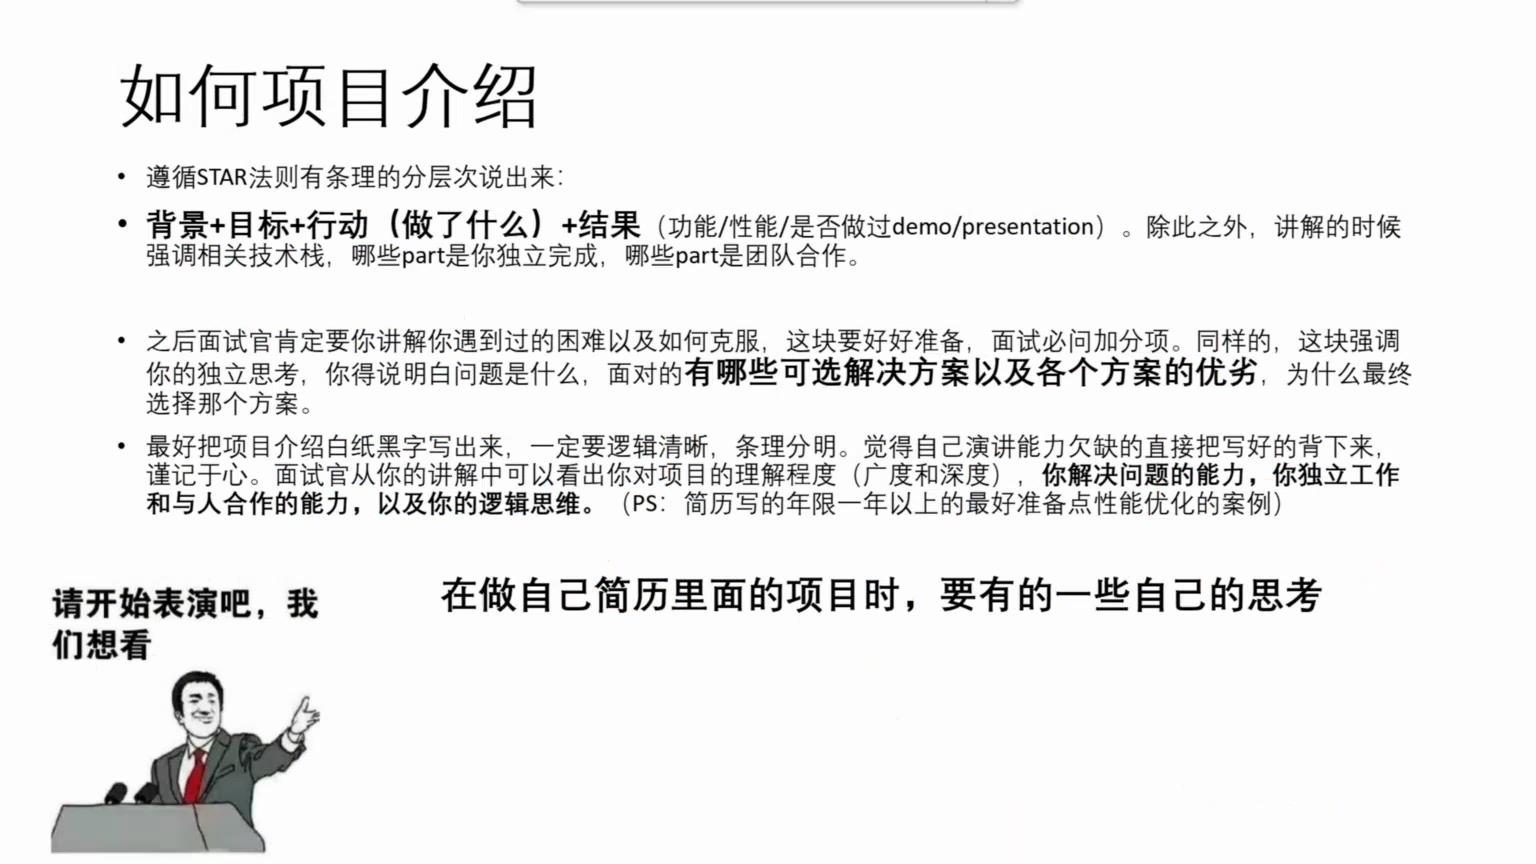 如何项目介绍
• 遵循STAR法则有条理的分层次说出来：
• 背景+目标+行动（做了什么）+结果（功能/性能/是否做过demo/presentation）。除此之外，讲解的时候
强调相关技术栈，哪些part是你独立完成，哪些part是团队合作。
• 之后面试官肯定要你讲解你遇到过的困难以及如何克服，这块要好好准备，面试必问加分项。同样的，这块强调
你的独立思考，你得说明白问题是什么，面对的有哪些可选解决方案以及各个方案的优劣，为什么最终
选择那个方案。
• 最好把项目介绍白纸黑字写出来，一定要逻辑清晰，条理分明。觉得自己演讲能力欠缺的直接把写好的背下来，
谨记于心。面试官从你的讲解中可以看出你对项目的理解程度（广度和深度），你解决问题的能力，你独立工作
和与人合作的能力，以及你的逻辑思维。（PS：简历写的年限一年以上的最好准备点性能优化的案例）
在做自己简历里面的项目时，要有的一些自己的思考
请开始表演吧，我
们想看